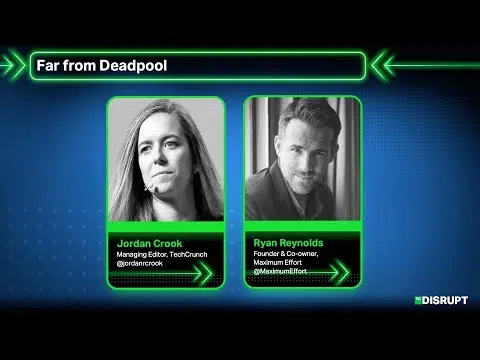 Far from Deadpool
Jordan Crook
Managing Editor, TechCrunch
@jordanrcrook
Ryan Reynolds
Founder & Co-owner,
Maximum Effort
@MaximumEffort
DISRUPT